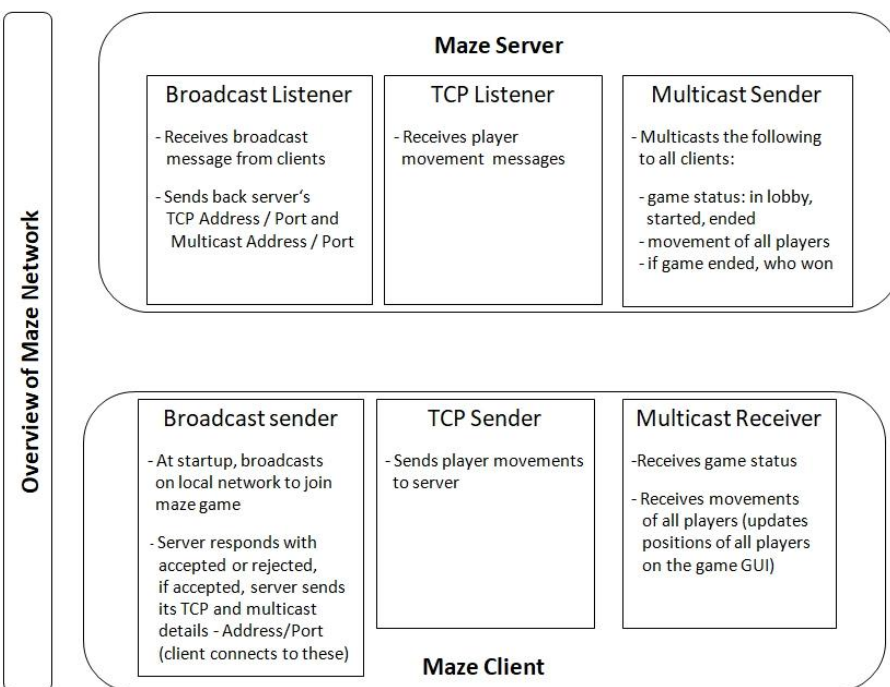 Overview of Maze Network
Maze Server
Broadcast Listener
- Receives broadcast
message from clients
- Sends back server‘s
TCP Address / Port and
Multicast Address / Port
TCP Listener
- Receives player
movement messages
Multicast Sender
- Multicasts the following
to all clients:
- game status: in lobby,
started, ended
- movement of all players
- if game ended, who won
Broadcast sender
- At startup, broadcasts
on local network to join
maze game
- Server responds with
accepted or rejected,
if accepted, server sends
its TCP and multicast
details - Address/Port
(client connects to these)
TCP Sender
- Sends player movements
to server
Multicast Receiver
-Receives game status
- Receives movements
of all players (updates
positions of all players
on the game GUI)
Maze Client